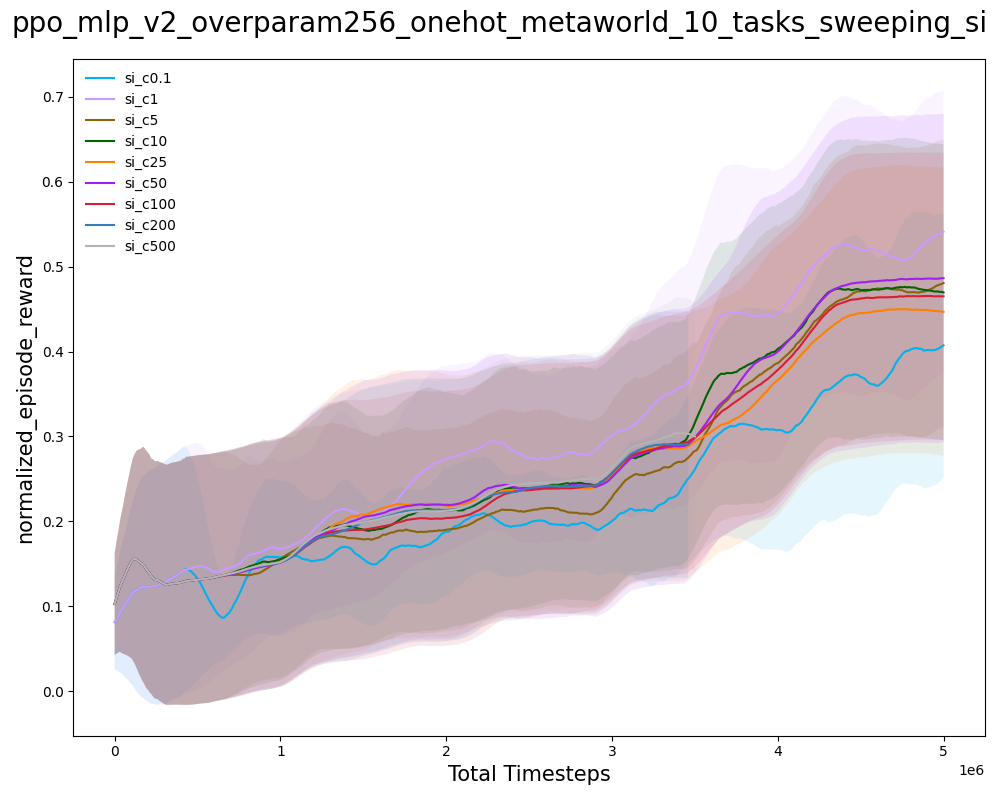 ppo_mlp_v2_overparam256_onehot_metaworld_10_tasks_sweeping_si
si_c0.1
si_c1
si_c5
si_c10
si_c25
si_c50
si_c100
si_c200
si_c500
normalized_episode_reward
0.7
0.6
0.5
0.4
0.3
0.2
0.1
0.0
0 1 2 3 4 5
1e6
Total Timesteps